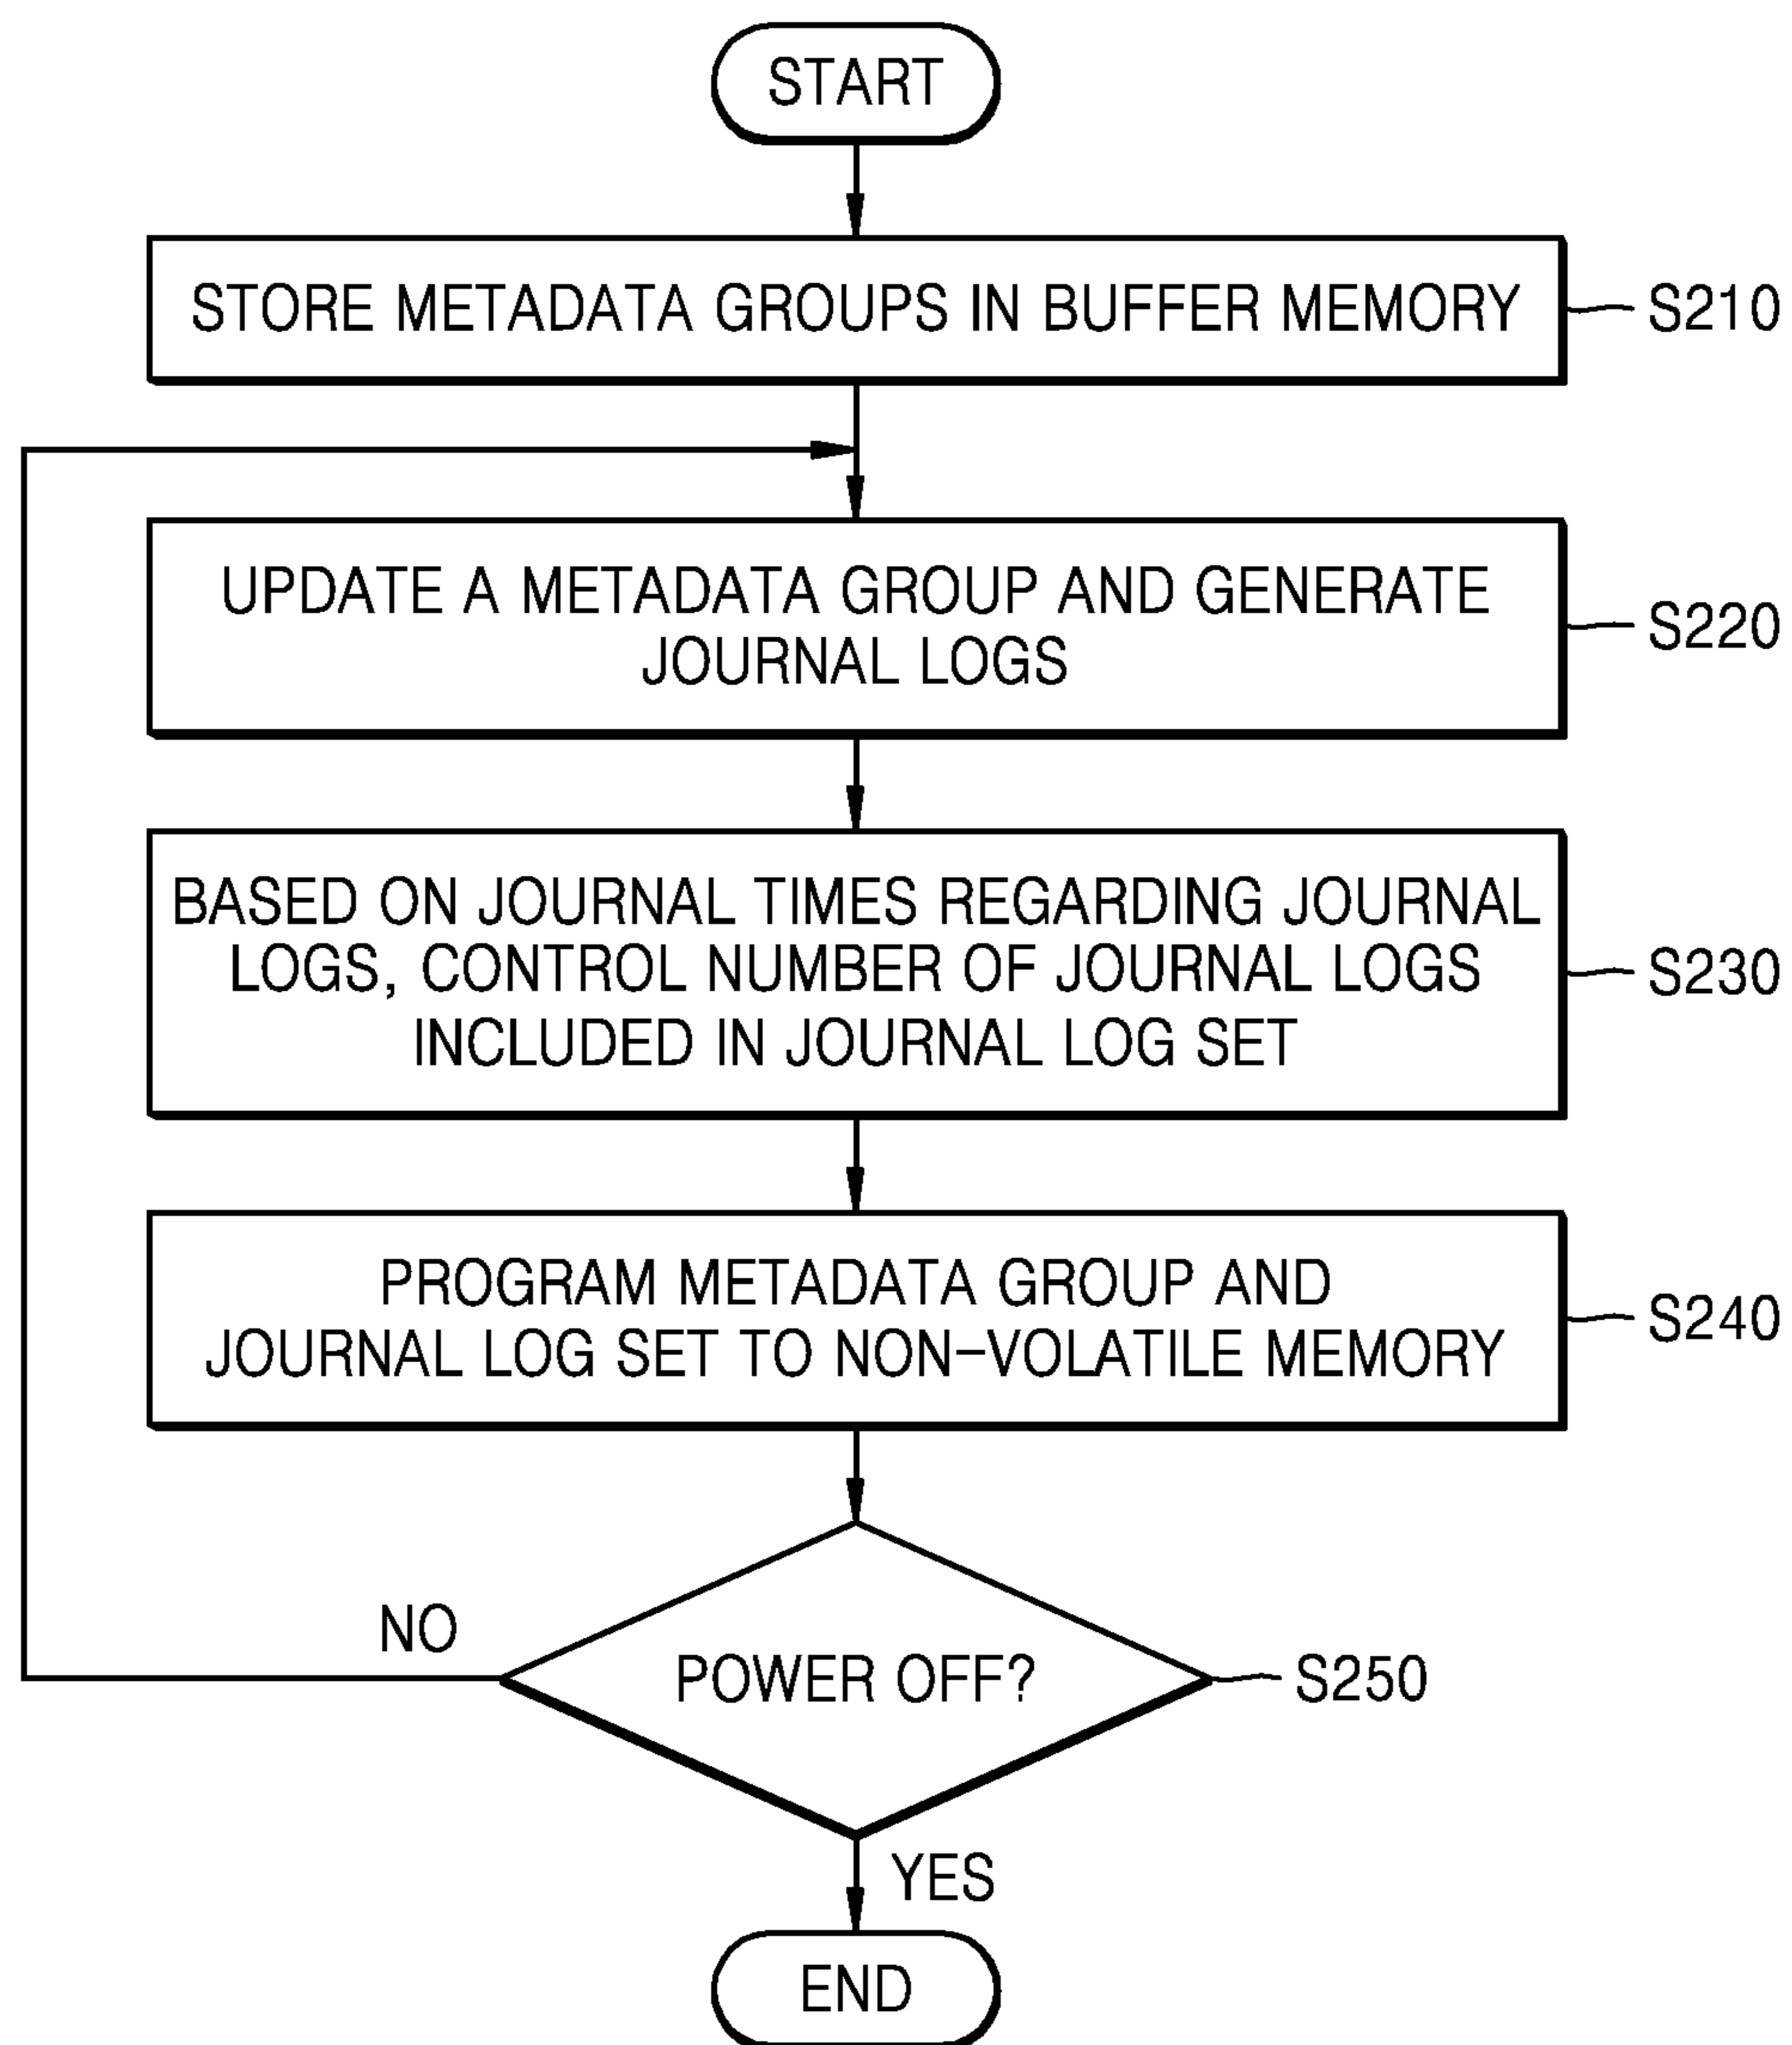 START
STORE METADATA GROUPS IN BUFFER MEMORY
S210
UPDATE A METADATA GROUP AND GENERATE
JOURNAL LOGS
S220
BASED ON JOURNAL TIMES REGARDING JOURNAL
LOGS, CONTROL NUMBER OF JOURNAL LOGS
INCLUDED IN JOURNAL LOG SET
S230
PROGRAM METADATA GROUP AND
JOURNAL LOG SET TO NON-VOLATILE MEMORY
S240
NO
POWER OFF?
S250
YES
END